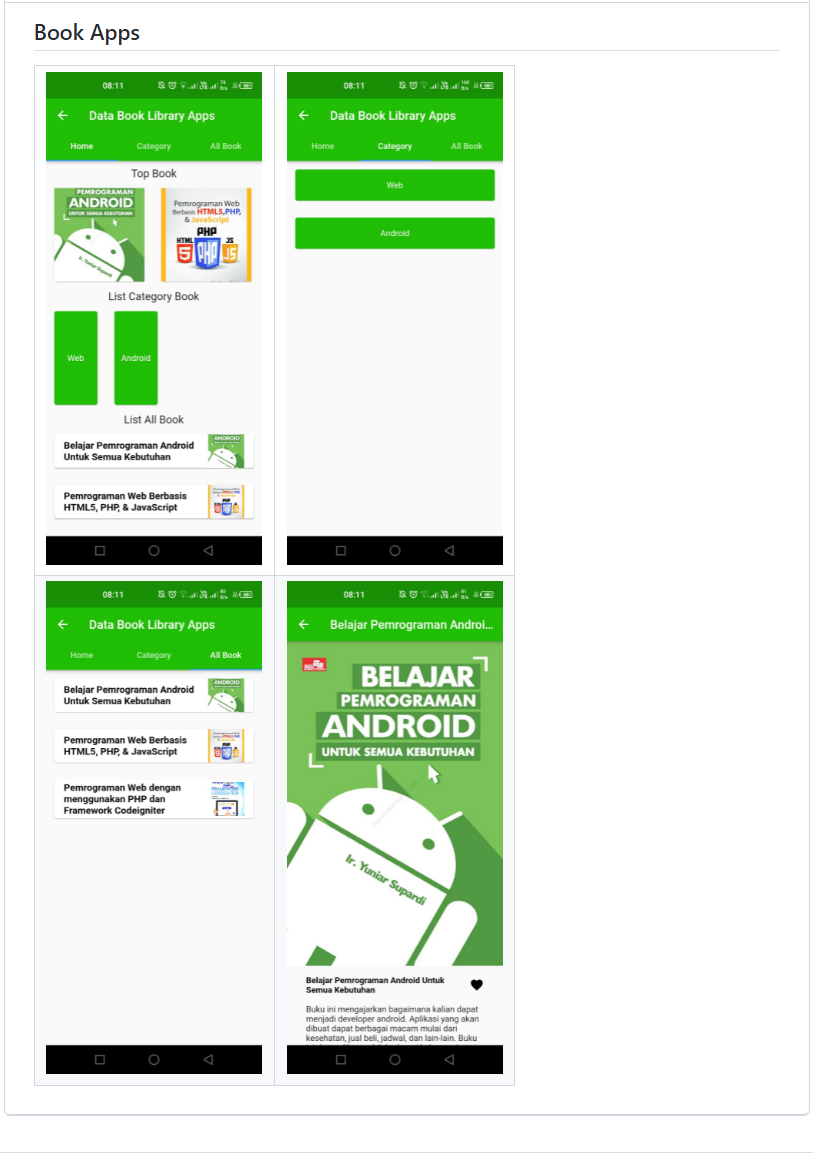 Book Apps
08:11
Data Book Library Apps
Home Category All Book
Top Book
PEMROGRAMAN
ANDROID
UNTUK SEMUA KEBUTUHAN
Ir. Yuniar Supardi
Pemrograman Web
Berbasis HTML5,PHP,
& JavaScript
PHP
HTML JS
5 PHP JS
List Category Book
Web Android
List All Book
Belajar Pemrograman Android
Untuk Semua Kebutuhan
ANDROID
Pemrograman Web Berbasis
HTML5, PHP, & JavaScript
PHP
08:11
Data Book Library Apps
Home Category All Book
Web
Android
08:11
Data Book Library Apps
Home Category All Book
Belajar Pemrograman Android
Untuk Semua Kebutuhan
ANDROID
Pemrograman Web Berbasis
HTML5, PHP, & JavaScript
PHP
Pemrograman Web dengan
menggunakan PHP dan
Framework Codeigniter
08:11
Belajar Pemrograman Androi...
BELAJAR
PEMROGRAMAN
ANDROID
UNTUK SEMUA KEBUTUHAN
Ir. Yuniar Supardi
Belajar Pemrograman Android Untuk
Semua Kebutuhan
Buku ini mengajarkan bagaimana kalian dapat
menjadi developer android. Aplikasi yang akan
dibuat dapat berbagai macam mulai dari
kesehatan, jual beli, jadwal, dan lain-lain. Buku